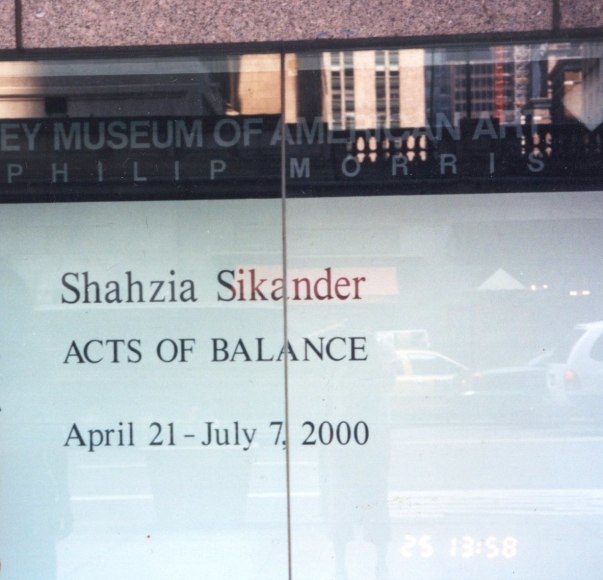 EY MUSEUM OF AMERICAN ART
PHILIP MORRIS
Shahzia Sikander
ACTS OF BALANCE
April 21 - July 7, 2000
25 13:58